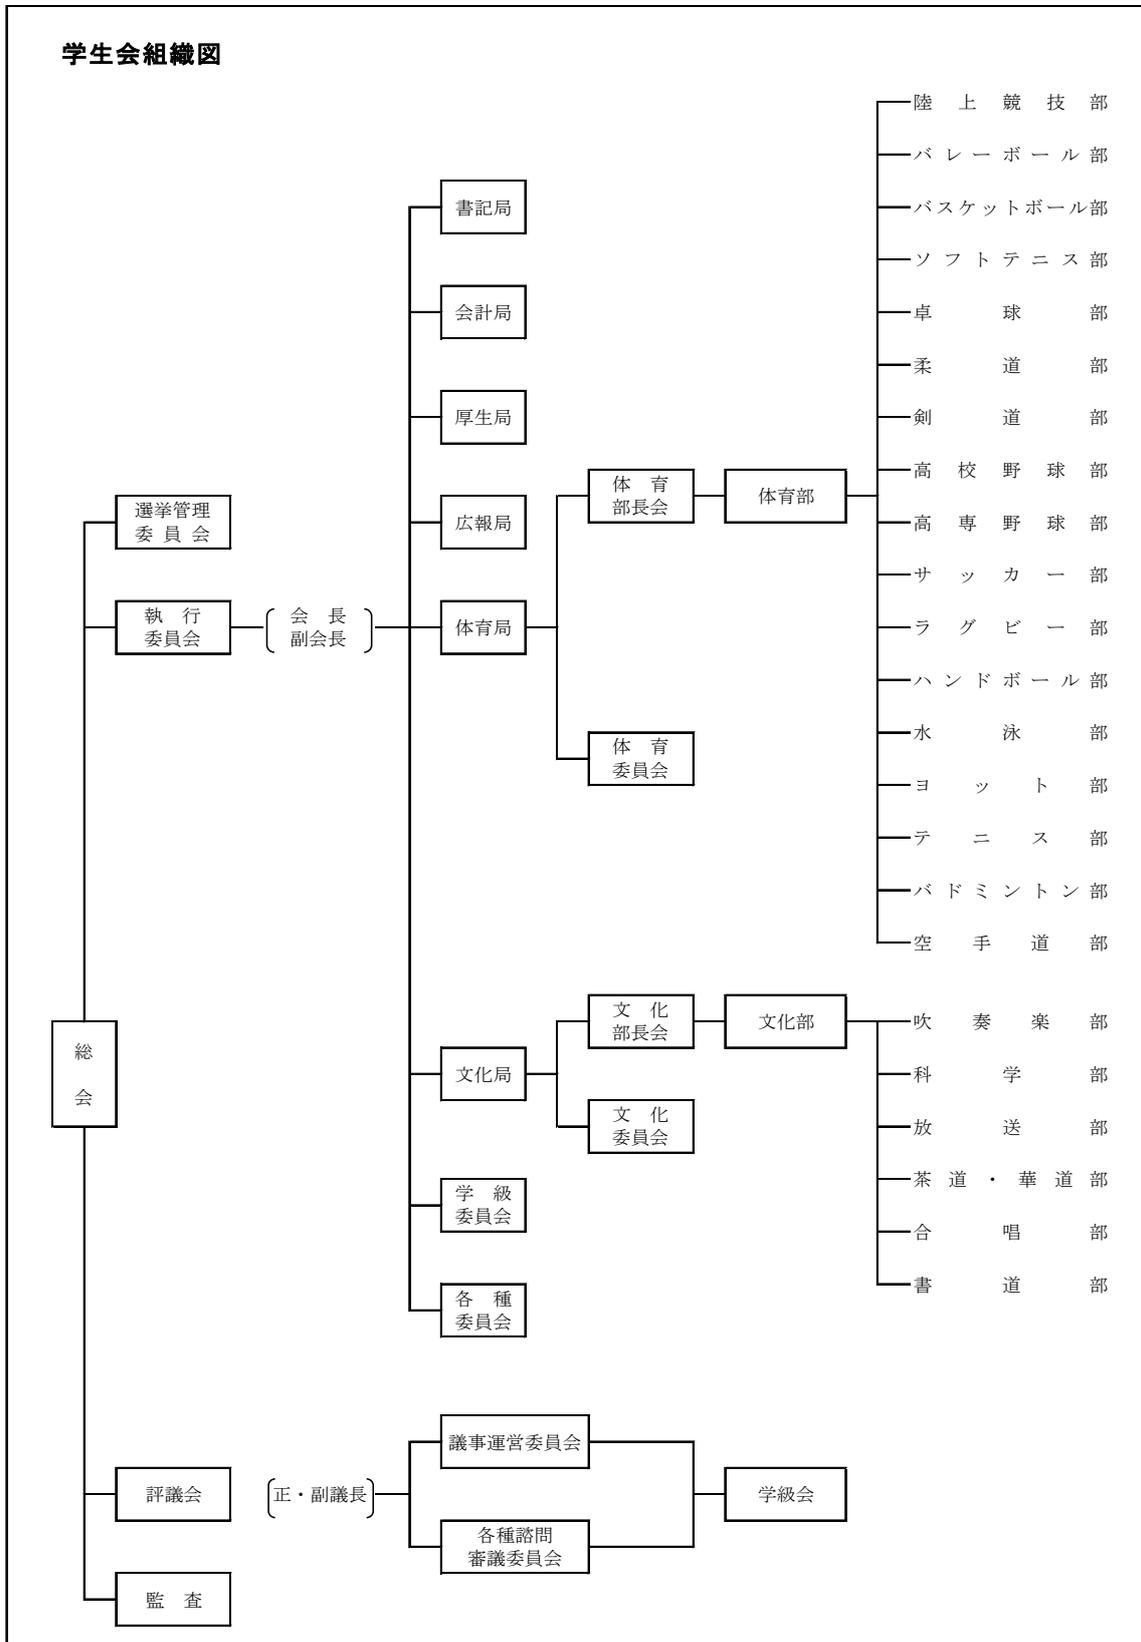 学生会組織図
陸上競技部
バレーボール部
バスケットボール部
ソフトテニス部
卓球部
柔道部
剣道部
高校野球部
高専野球部
サッカー部
ラグビー部
ハンドボール部
水泳部
ヨット部
テニス部
バドミントン部
空手道部
書記局
会計局
厚生局
広報局
体育局
体育
部長会
体育部
体育
委員会
選挙管理
委員会
執行
委員会
会長
副会長
総
会
文化局
文化
部長会
文化部
文化
委員会
吹奏楽部
科学部
放送部
茶道・華道部
合唱部
書道部
学級
委員会
各種
委員会
評議会
正・副議長
議事運営委員会
各種諮問
審議委員会
学級会
監査